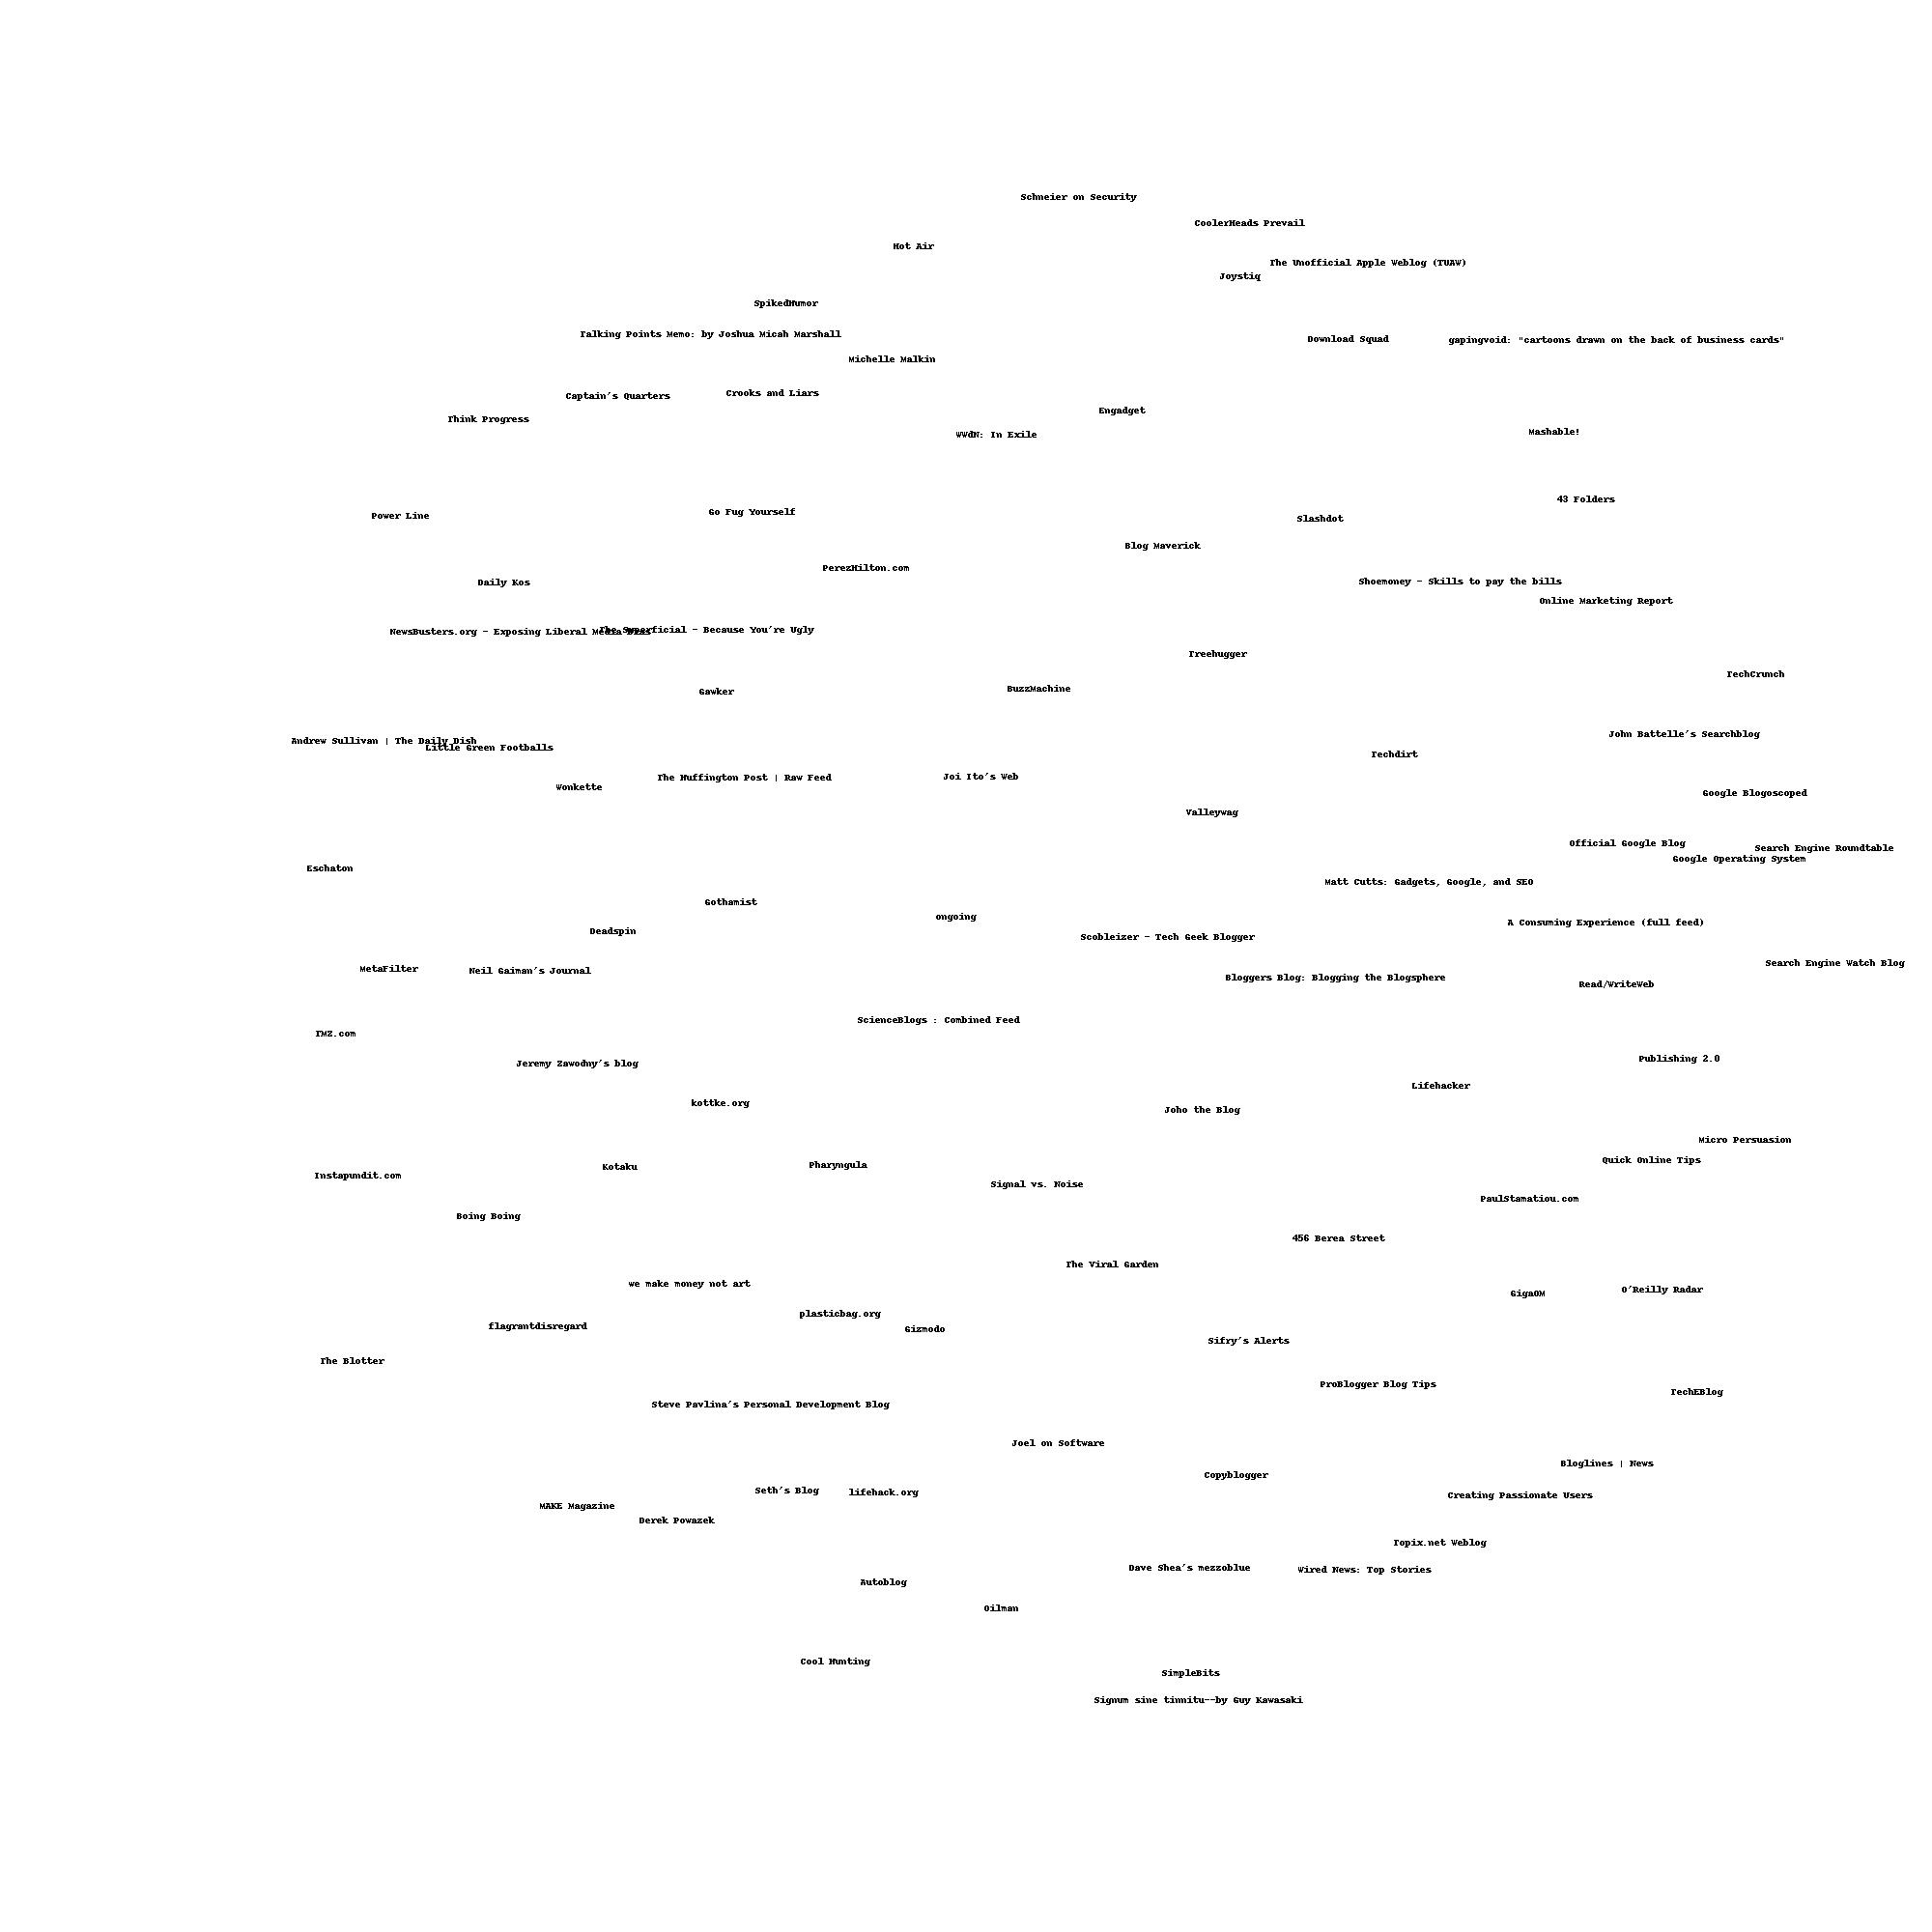 Schneier on Security
CoolerHeads Prevail
Hot Air
The Unofficial Apple Weblog (TUAW)
Joystiq
SpikedHumor
Talking Points Memo: by Joshua Micah Marshall
Download Squad
gapingvoid: "cartoons drawn on the back of business cards"
Michelle Malkin
Crooks and Liars
Captain's Quarters
Engadget
Think Progress
Mashable!
WWdN: In Exile
43 Folders
Go Fug Yourself
Power Line
Slashdot
Blog Maverick
PerezHilton.com
Daily Kos
Shoemoney - Skills to pay the bills
Online Marketing Report
NewsBusters.org - Exposing Liberal Media Bias
The Superficial - Because You're Ugly
Treehugger
TechCrunch
BuzzMachine
Gawker
John Battelle's Searchblog
Andrew Sullivan | The Daily Dish
Little Green Footballs
Techdirt
Joi Ito's Web
The Huffington Post | Raw Feed
Wonkette
Google Blogoscoped
Valleywag
Official Google Blog
Search Engine Roundtable
Google Operating System
Eschaton
Matt Cutts: Gadgets, Google, and SEO
Gothamist
ongoing
A Consuming Experience (full feed)
Deadspin
Scobleizer - Tech Geek Blogger
Search Engine Watch Blog
MetaFilter
Neil Gaiman's Journal
Bloggers Blog: Blogging the Blogsphere
Read/WriteWeb
ScienceBlogs : Combined Feed
TMZ.com
Publishing 2.0
Jeremy Zawodny's blog
Lifehacker
kottke.org
Joho the Blog
Micro Persuasion
Quick Online Tips
Pharyngula
Kotaku
Instapundit.com
Signal vs. Noise
PaulStamatiou.com
Boing Boing
456 Berea Street
The Viral Garden
we make money not art
O'Reilly Radar
GigaOM
plasticbag.org
flagrantdisregard
Gizmodo
Sifry's Alerts
The Blotter
ProBlogger Blog Tips
TechEBlog
Steve Pavlina's Personal Development Blog
Joel on Software
Bloglines | News
Copyblogger
Seth's Blog
lifehack.org
Creating Passionate Users
MAKE Magazine
Derek Powazek
Topix.net Weblog
Dave Shea's mezzoblue
Wired News: Top Stories
Autoblog
Oilman
Cool Hunting
SimpleBits
Signum sine tinnitu--by Guy Kawasaki